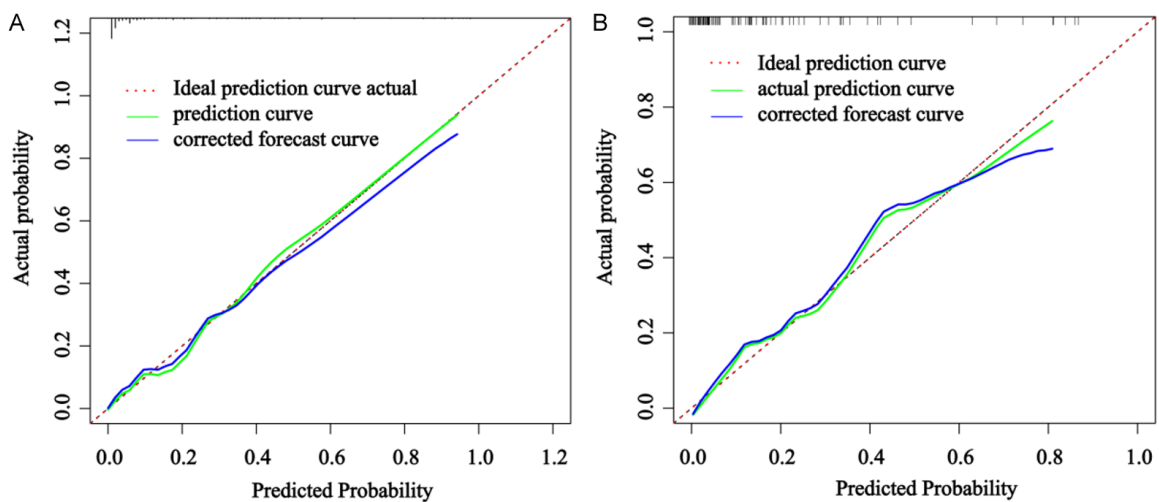 A
Ideal prediction curve actual
prediction curve
corrected forecast curve
Actual probability
0.0 0.2 0.4 0.6 0.8 1.0 1.2
0.0 0.2 0.4 0.6 0.8 1.0 1.2
Predicted Probability
B
Ideal prediction curve
actual prediction curve
corrected forecast curve
Actual probability
0.0 0.2 0.4 0.6 0.8 1.0
0.0 0.2 0.4 0.6 0.8 1.0
Predicted Probability